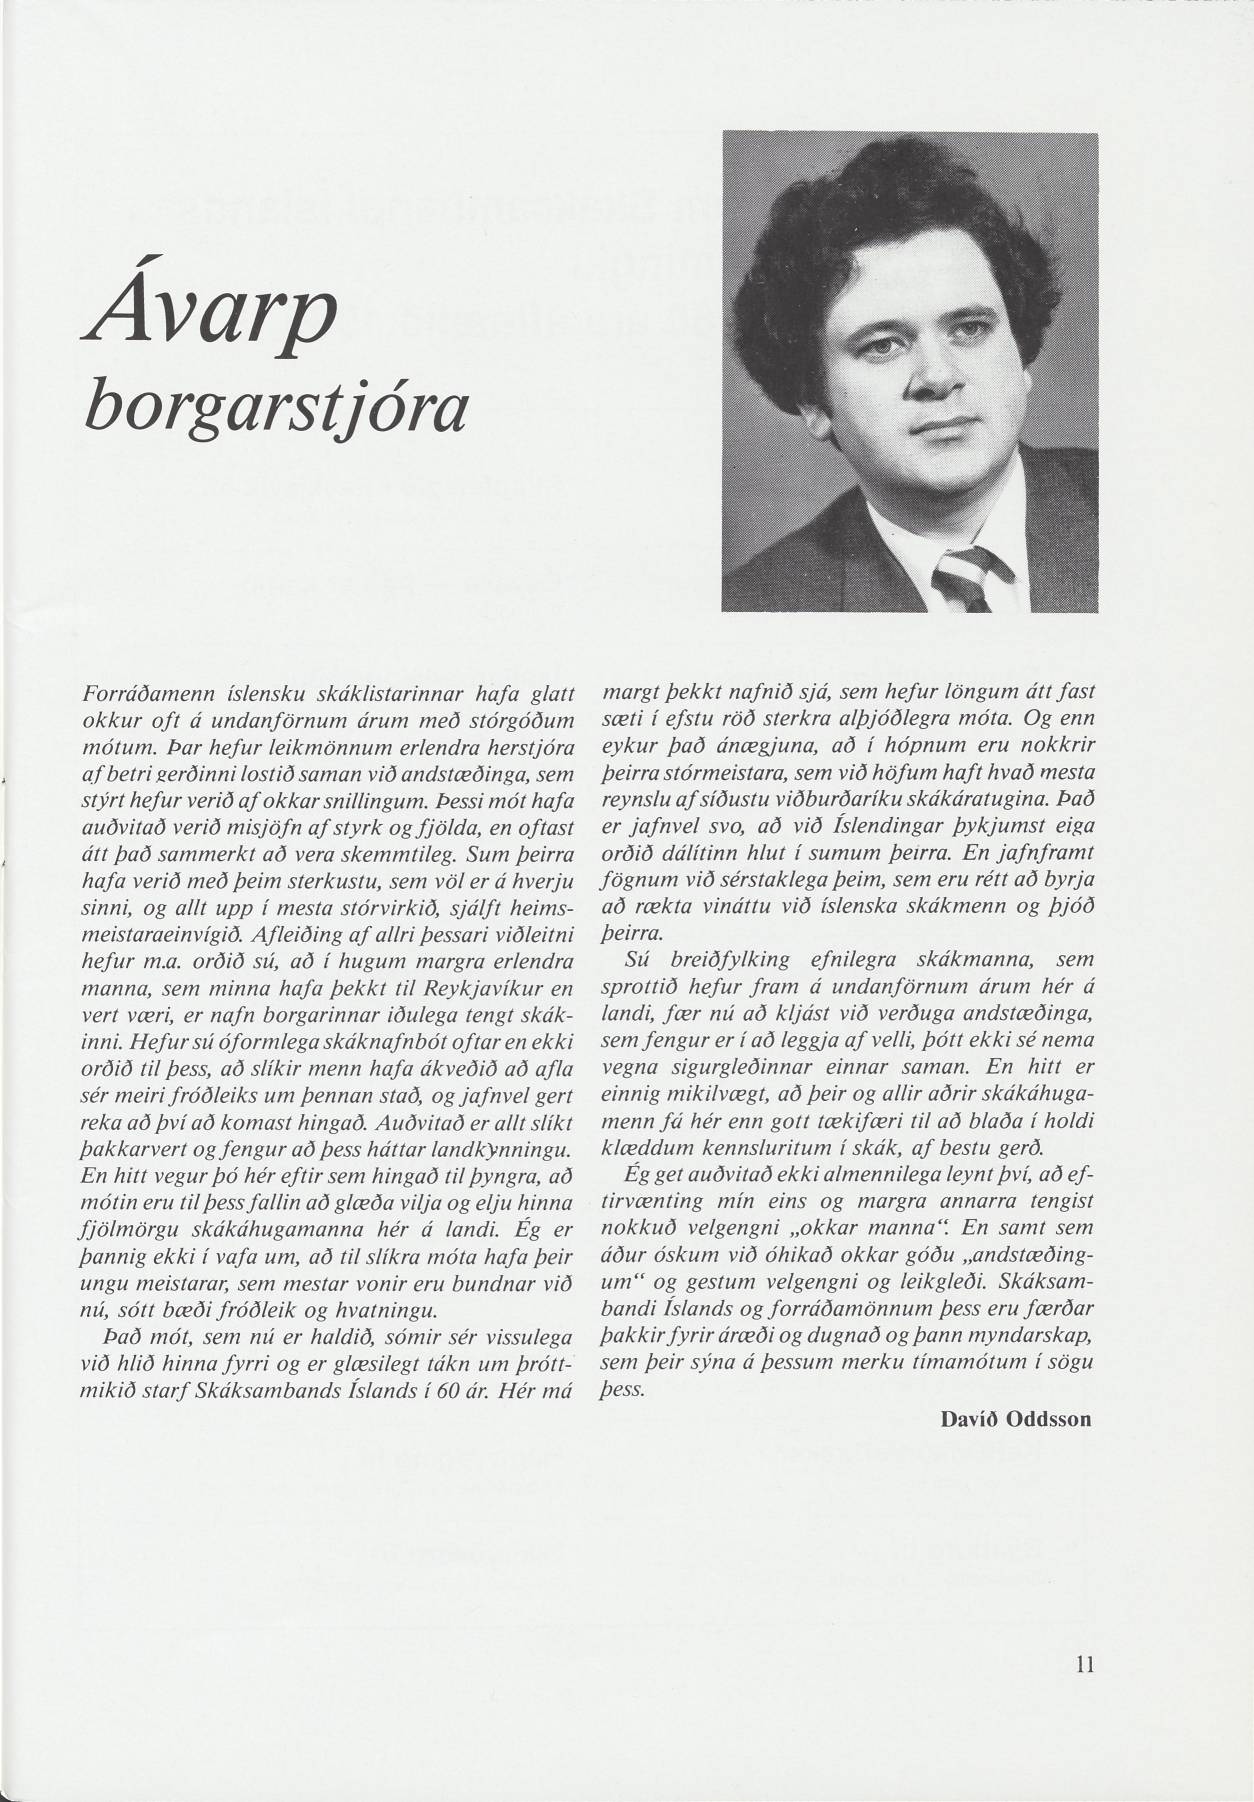 Ávarp
borgarstjóra
Forráðamenn íslensku skáklistarinnar hafa glatt
okkur oft á undanförnum árum með stórgóðum
mótum. Þar hefur leikmönnum erlendra herstjóra
af betri gerðinni lostið saman við andstæðinga, sem
stýrt hefur verið af okkar snillingum. Þessi mót hafa
auðvitað verið misjöfn af styrk og fjölda, en oftast
átt það sammerkt að vera skemmtileg. Sum þeirra
hafa verið með þeim sterkustu, sem völ er á hverju
sinni, og allt upp í mesta stórvirkið, sjálft heims-
meistaraeinvígið. Afleiðing af allri þessari viðleitni
hefur m.a. orðið sú, að í hugum margra erlendra
manna, sem minna hafa þekkt til Reykjavíkur en
vert væri, er nafn borgarinnar iðulega tengt skák-
inni. Hefur sú óformlega skáknafnbót oftar en ekki
orðið til þess, að slíkir menn hafa ákveðið að afla
sér meiri fróðleiks um þennan stað, og jafnvel gert
reka að því að komast hingað. Auðvitað er allt slíkt
þakkarvert og fengur að þess háttar landkynningu.
En hitt vegur þó hér eftir sem hingað til þyngra, að
mótin eru til þess fallin að glæða vilja og elju hinna
fjölmörgu skákáhugamanna hér á landi. Ég er
þannig ekki í vafa um, að til slíkra móta hafa þeir
ungu meistarar, sem mestar vonir eru bundnar við
nú, sótt bæði fróðleik og hvatningu.
Það mót, sem nú er haldið, sómir sér vissulega
við hlið hinna fyrri og er glæsilegt tákn um þrótt-
mikið starf Skáksambands Íslands í 60 ár. Hér má
margt þekkt nafnið sjá, sem hefur löngum átt fast
sæti í efstu röð sterkra alþjóðlegra móta. Og enn
eykur það ánægjuna, að í hópnum eru nokkrir
þeirra stórmeistara, sem við höfum haft hvað mesta
reynslu af síðustu viðburðaríku skákáratugina. Það
er jafnvel svo, að við Íslendingar þykjumst eiga
orðið dálítinn hlut í sumum þeirra. En jafnframt
fögnum við sérstaklega þeim, sem eru rétt að byrja
að rækta vináttu við íslenska skákmenn og þjóð
þeirra.
Sú breiðfylking efnilegra skákmanna, sem
sprottið hefur fram á undanförnum árum hér á
landi, fær nú að kljást við verðuga andstæðinga,
sem fengur er í að leggja af velli, þótt ekki sé nema
vegna sigurgleðinnar einnar saman. En hitt er
einnig mikilvægt, að þeir og allir aðrir skákáhuga-
menn fá hér enn gott tækifæri til að blaða í holdi
klæddum kennsluritum í skák, af bestu gerð.
Ég get auðvitað ekki almennilega leynt því, að ef-
tirvænting mín eins og margra annarra tengist
nokkuð velgengni „okkar manna“. En samt sem
áður óskum við óhikað okkar góðu „andstæðing-
um“ og gestum velgengni og leikgleði. Skáksam-
bandi Íslands og forráðamönnum þess eru færðar
þakkir fyrir áræði og dugnað og þann myndarskap,
sem þeir sýna á þessum merku tímamótum í sögu
þess.
Davíð Oddsson
11